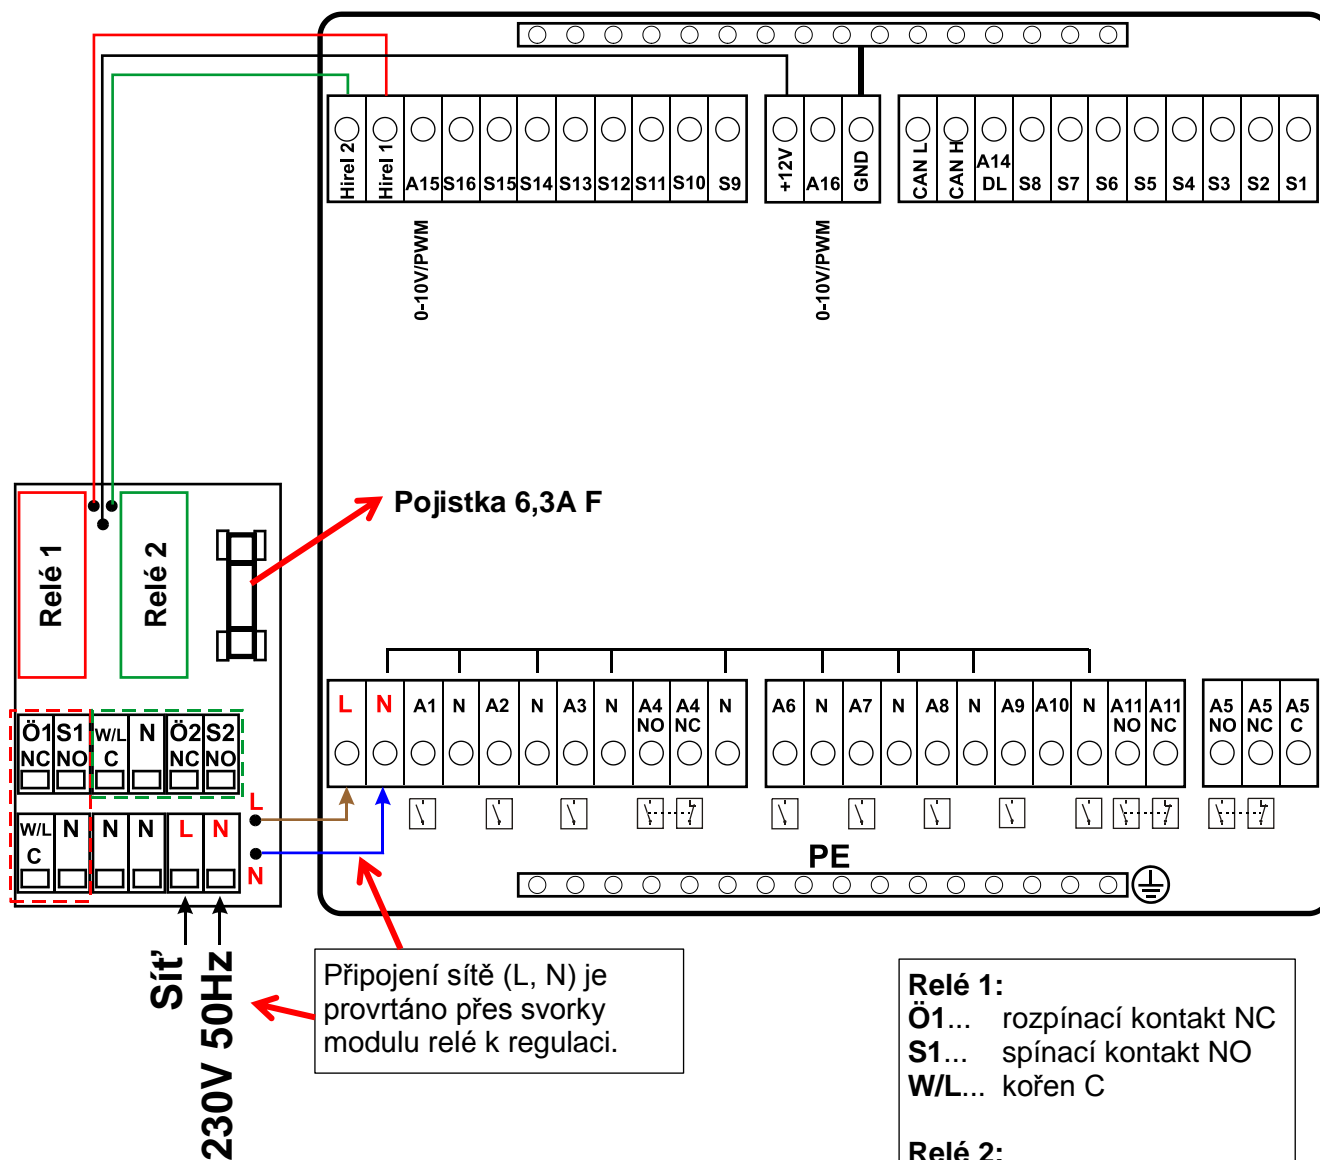 Hirel 2 Hirel 1 A15 S16 S15 S14 S13 S12 S11 S10 S9
+12V A16 GND
CAN L CAN H A14 DL S8 S7 S6 S5 S4 S3 S2 S1
0-10V/PWM
0-10V/PWM
Pojistka 6,3A F
Relé 1
Relé 2
L N A1 N A2 N A3 N A4 NO A4 NC N
A6 N A7 N A8 N A9 A10 N A11 NO A11 NC
A5 NO A5 NC A5 C
Ö1 NC S1 NO W/L C N Ö2 NC S2 NO
L
W/L C N N N L N
N
PE
Síť
230V 50Hz
Připojení sítě (L, N) je
provrtáno přes svorky
modulu relé k regulaci.
Relé 1:
Ö1... rozpínací kontakt NC
S1... spínací kontakt NO
W/L... kořen C
Relé 2: